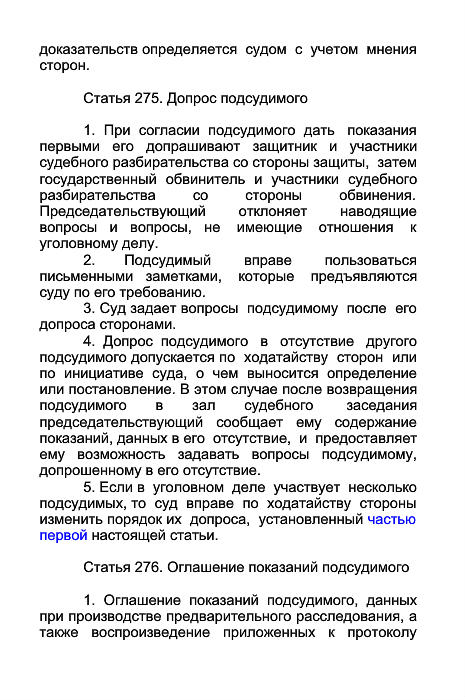 доказательств определяется судом с учетом мнения
сторон.
Статья 275. Допрос подсудимого
1. При согласии подсудимого дать показания
первыми его допрашивают защитник и участники
судебного разбирательства со стороны защиты, затем
государственный обвинитель и участники судебного
разбирательства со стороны обвинения.
Председательствующий отклоняет наводящие
вопросы и вопросы, не имеющие отношения к
уголовному делу.
2. Подсудимый вправе пользоваться
письменными заметками, которые предъявляются
суду по его требованию.
3. Суд задает вопросы подсудимому после его
допроса сторонами.
4. Допрос подсудимого в отсутствие другого
подсудимого допускается по ходатайству сторон или
по инициативе суда, о чем выносится определение
или постановление. В этом случае после возвращения
подсудимого в зал судебного заседания
председательствующий сообщает ему содержание
показаний, данных в его отсутствие, и предоставляет
ему возможность задавать вопросы подсудимому,
допрошенному в его отсутствие.
5. Если в уголовном деле участвует несколько
подсудимых, то суд вправе по ходатайству стороны
изменить порядок их допроса, установленный частью
первой настоящей статьи.
Статья 276. Оглашение показаний подсудимого
1. Оглашение показаний подсудимого, данных
при производстве предварительного расследования, а
также воспроизведение приложенных к протоколу